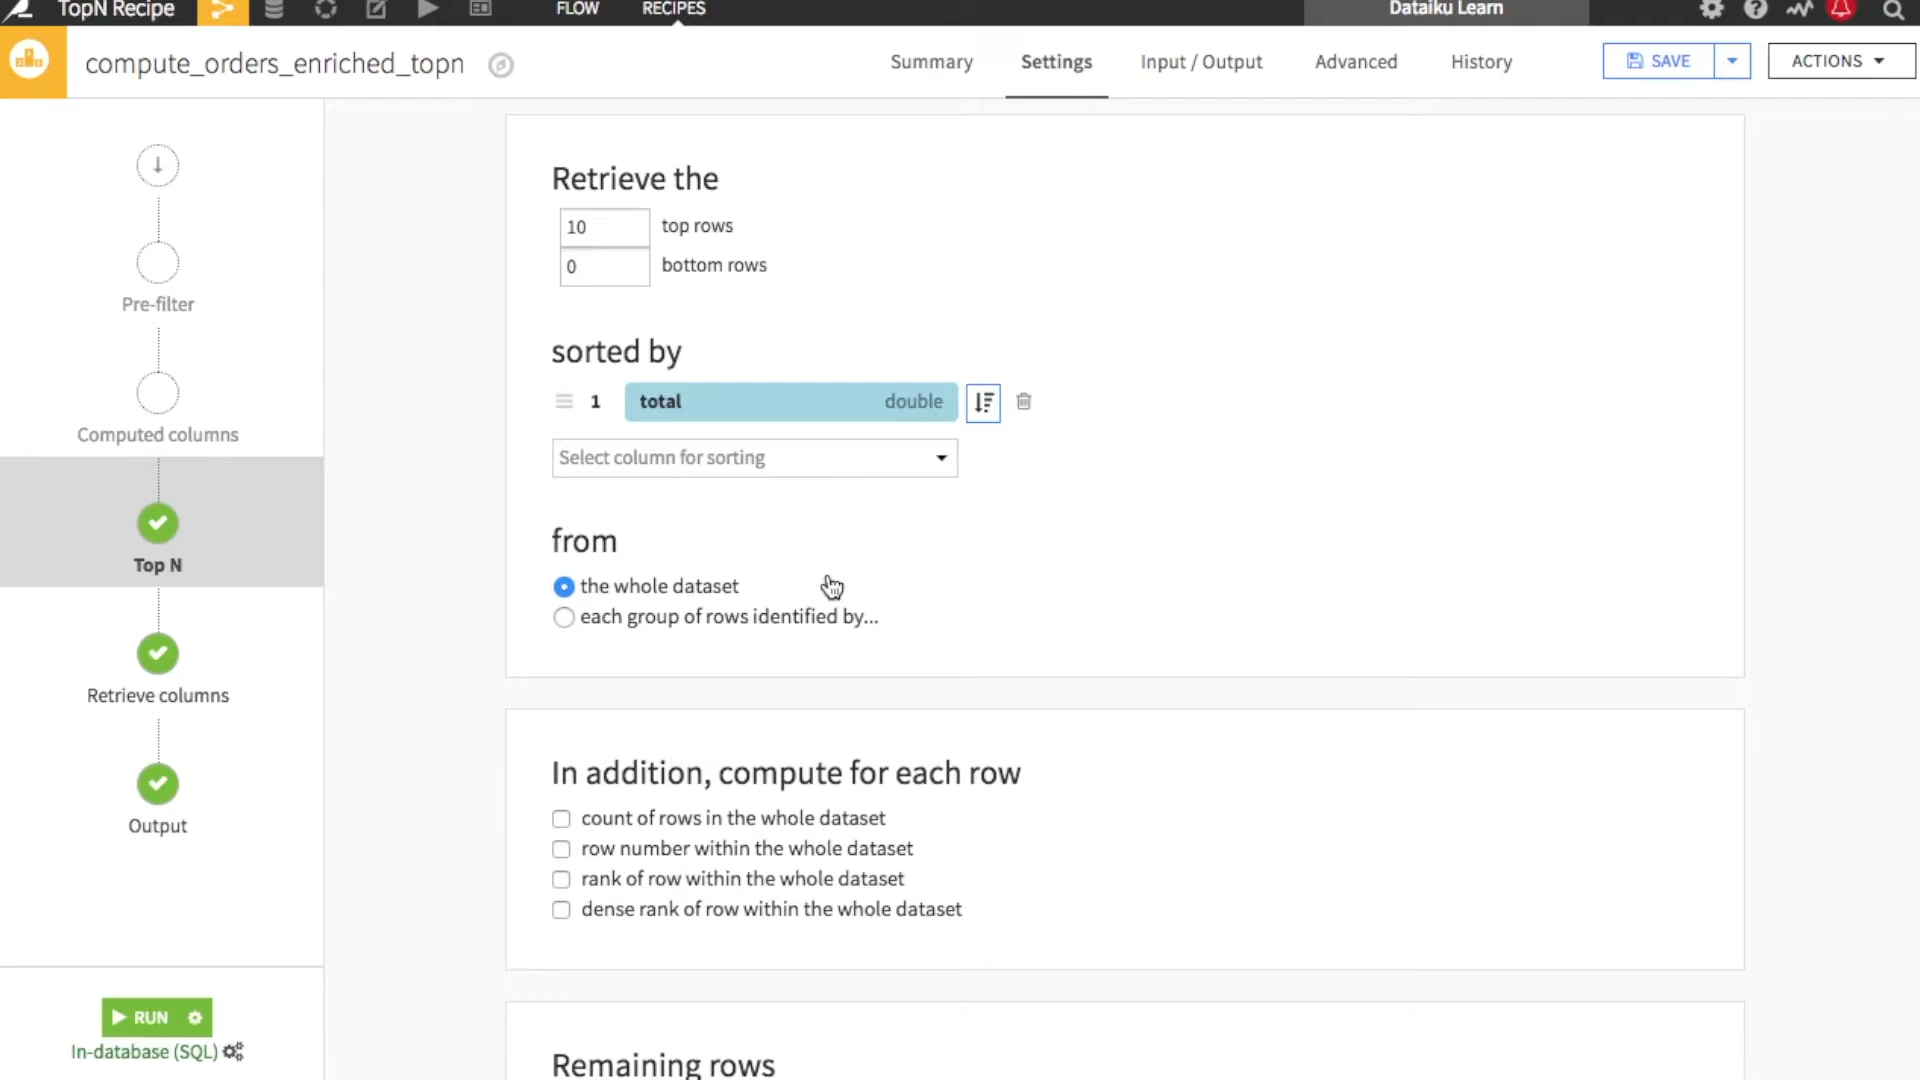 TopN Recipe FLOW RECIPES Dataiku Learn
compute_orders_enriched_topn Summary Settings Input / Output Advanced History SAVE ACTIONS
Pre-filter
Computed columns
Top N
Retrieve columns
Output
RUN
In-database (SQL)
Retrieve the
10 top rows
0 bottom rows
sorted by
1 total double
Select column for sorting
from
the whole dataset
each group of rows identified by...
In addition, compute for each row
count of rows in the whole dataset
row number within the whole dataset
rank of row within the whole dataset
dense rank of row within the whole dataset
Remaining rows